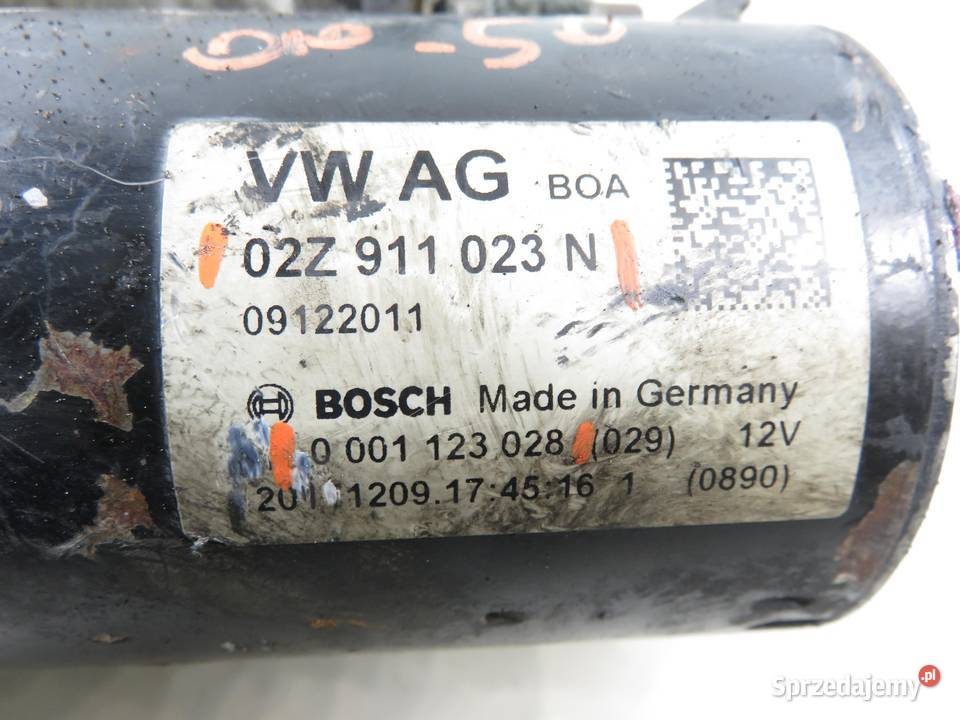 VW AG BOA
02Z 911 023 N
09122011
BOSCH Made in Germany
0 001 123 028 (029) 12V
1209.17:45:16 1 (0890)
Sprzedajemy.pl